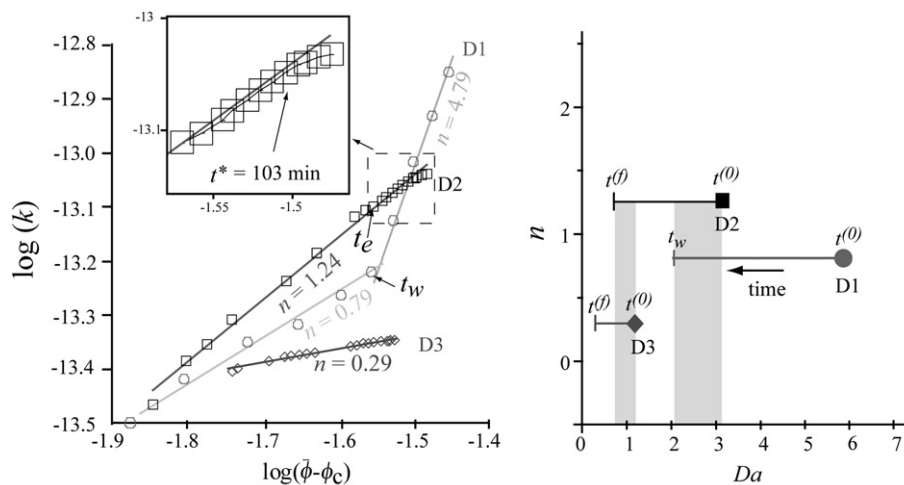 -13
-13.1
t* = 103 min
-1.55
-1.5
-12.8
-12.9
-13.0
-13.1
-13.2
-13.3
-13.4
-13.5
log (k)
D1
n = 4.79
D2
te
tw
n = 1.24
n = 0.79
D3
n = 0.29
-1.9
-1.8
-1.7
-1.6
-1.5
-1.4
log(ϕ̄-ϕc)
2
1
0
n
t(f)
t(0)
D2
tw
t(0)
D1
time
t(f)
t(0)
D3
0 1 2 3 4 5 6 7
Da